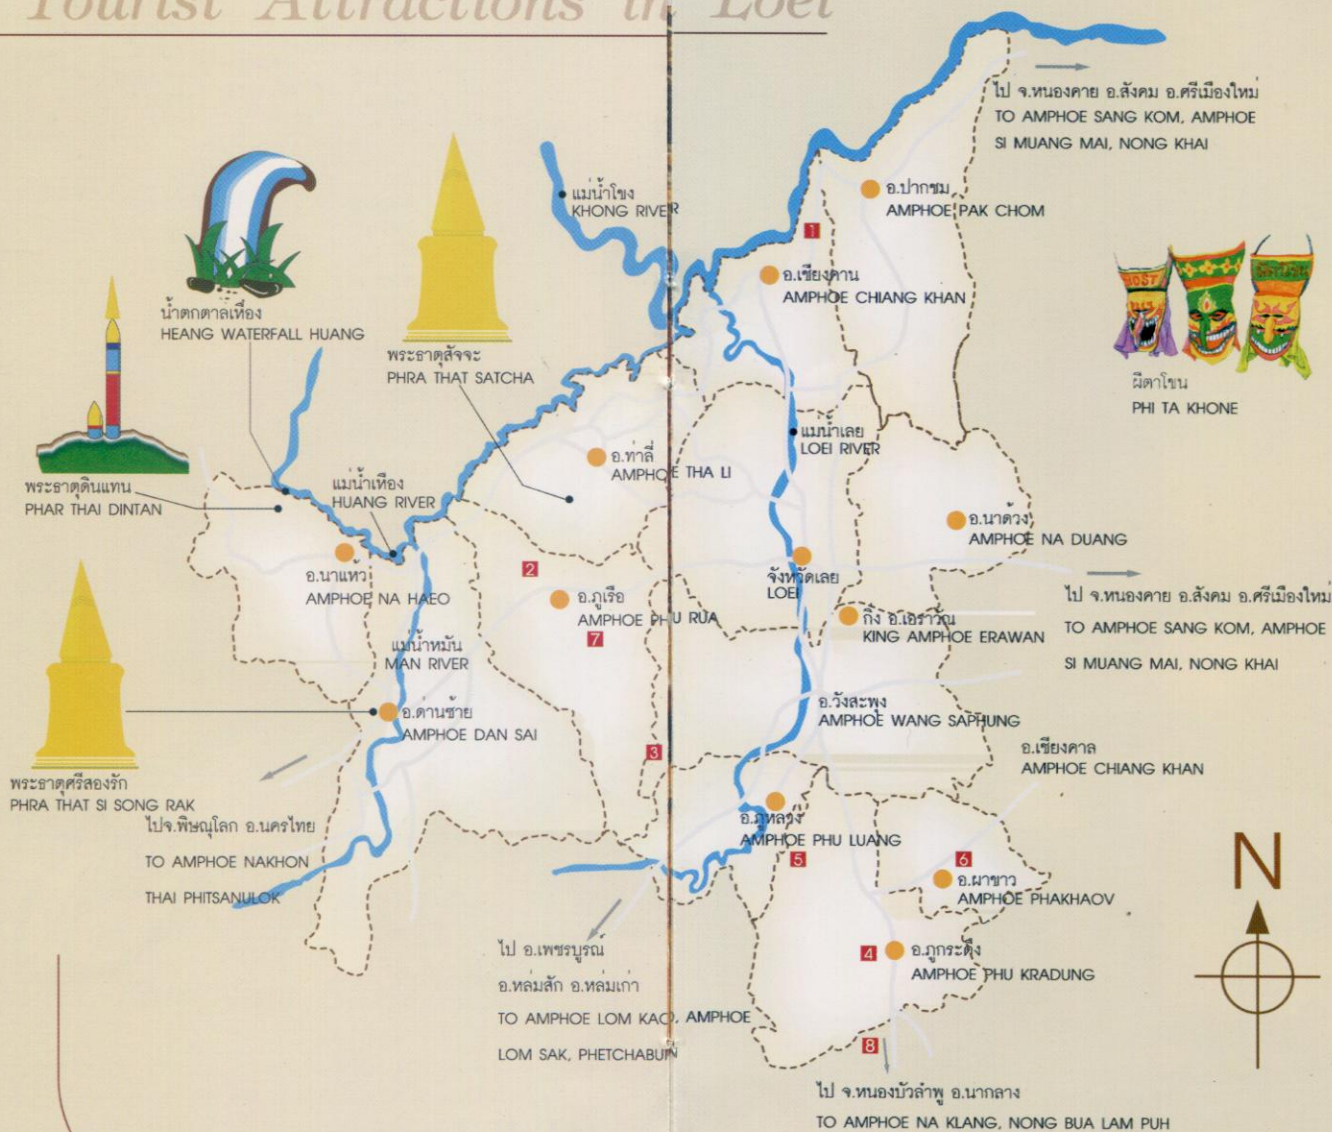 Tourist Attractions in Loei
ไป จ.หนองคาย อ.สังคม อ.ศรีเมืองใหม่
TO AMPHOE SANG KOM, AMPHOE
SI MUANG MAI, NONG KHAI
แม่น้ำโขง
KHONG RIVER
อ.ปากชม
AMPHOE PAK CHOM
1
อ.เชียงคาน
AMPHOE CHIANG KHAN
น้ำตกตาดเหือง
HEANG WATERFALL HUANG
พระธาตุสัจจะ
PHRA THAT SATCHA
ผีตาโขน
PHI TA KHONE
แม่น้ำเลย
LOEI RIVER
อ.ท่าลี่
AMPHOE THA LI
พระธาตุดินแทน
PHAR THAI DINTAN
แม่น้ำเหือง
HUANG RIVER
อ.นาด้วง
AMPHOE NA DUANG
อ.นาแห้ว
AMPHOE NA HAEO
2
อ.ภูเรือ
AMPHOE PHU RUA
7
จังหวัดเลย
LOEI
กิ่ง อ.เอราวัณ
KING AMPHOE ERAWAN
ไป จ.หนองคาย อ.สังคม อ.ศรีเมืองใหม่
TO AMPHOE SANG KOM, AMPHOE
SI MUANG MAI, NONG KHAI
แม่น้ำหมัน
MAN RIVER
อ.ด่านซ้าย
AMPHOE DAN SAI
อ.วังสะพุง
AMPHOE WANG SAPHUNG
3
อ.เชียงคาล
AMPHOE CHIANG KHAN
พระธาตุศรีสองรัก
PHRA THAT SI SONG RAK
ไปจ.พิษณุโลก อ.นครไทย
TO AMPHOE NAKHON
THAI PHITSANULOK
อ.ภูหลวง
AMPHOE PHU LUANG
5
6
อ.ผาขาว
AMPHOE PHAKHAOV
N
4
อ.ภูกระดึง
AMPHOE PHU KRADUNG
ไป อ.เพชรบูรณ์
อ.หล่มสัก อ.หล่มเก่า
TO AMPHOE LOM KAO, AMPHOE
LOM SAK, PHETCHABUN
8
ไป จ.หนองบัวลำพู อ.นากลาง
TO AMPHOE NA KLANG, NONG BUA LAM PUH